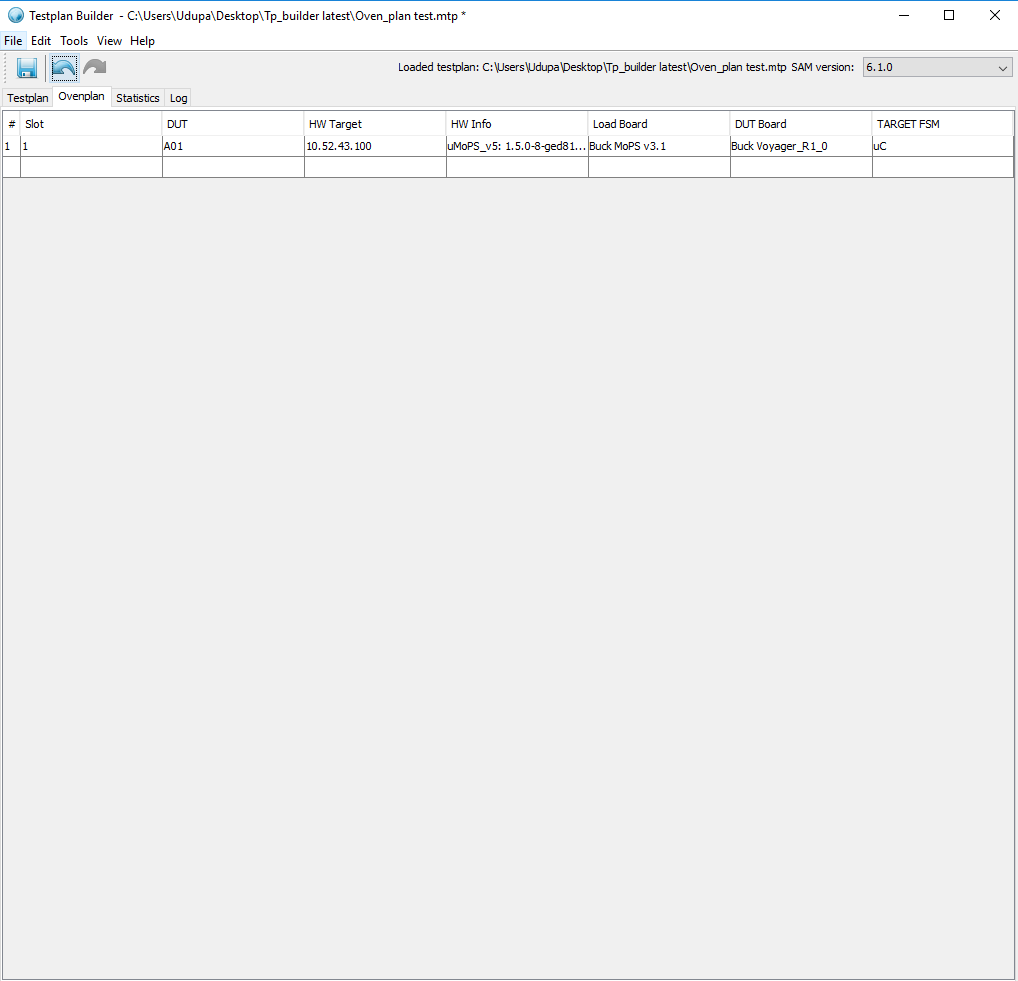 Testplan Builder - C:\Users\Udupa\Desktop\Tp_builder latest\Oven_plan test.mtp *
File Edit Tools View Help
Loaded testplan: C:\Users\Udupa\Desktop\Tp_builder latest\Oven_plan test.mtp SAM version: 6.1.0
Testplan Ovenplan Statistics Log
# Slot DUT HW Target HW Info Load Board DUT Board TARGET FSM
1 1 A01 10.52.43.100 uMoPS_v5: 1.5.0-8-ged81... Buck MoPS v3.1 Buck Voyager_R1_0 uC